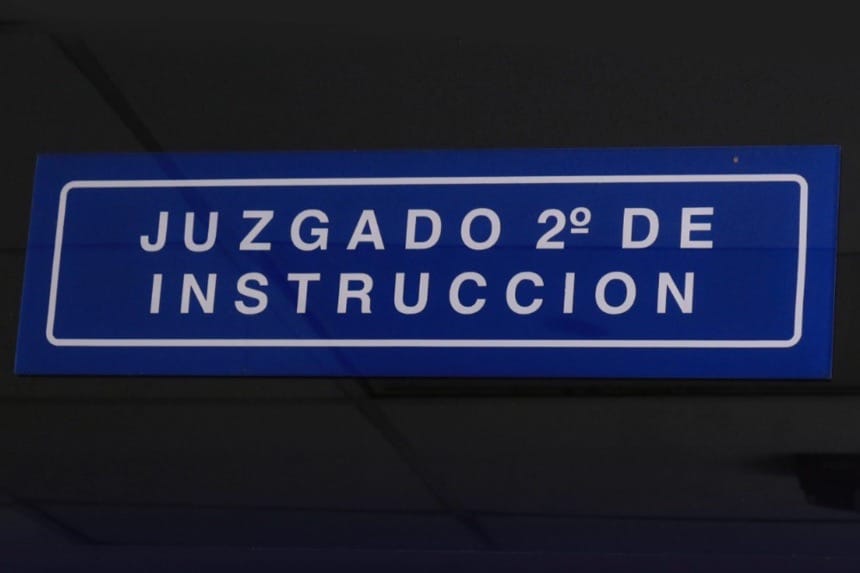 JUZGADO 2º DE
INSTRUCCION